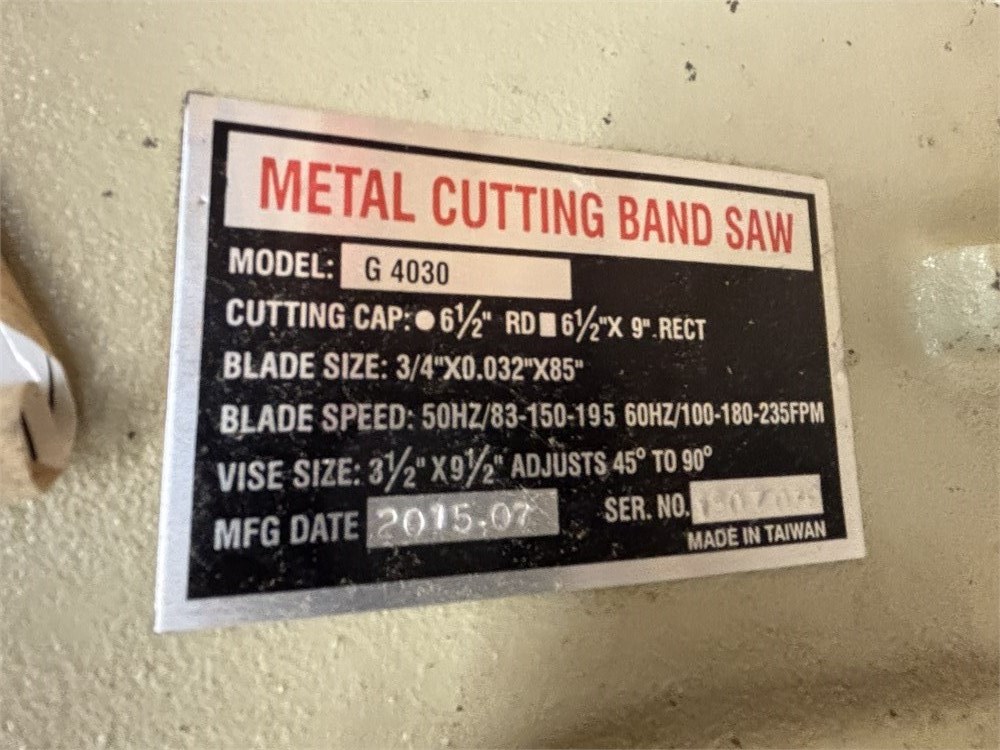 METAL CUTTING BAND SAW
MODEL: G 4030
CUTTING CAP: ● 6½" RD ■ 6½"X 9".RECT
BLADE SIZE: 3/4"X0.032"X85"
BLADE SPEED: 50HZ/83-150-195 60HZ/100-180-235FPM
VISE SIZE: 3½" X9½" ADJUSTS 45° TO 90°
MFG DATE 2015.07 SER. NO.
MADE IN TAIWAN